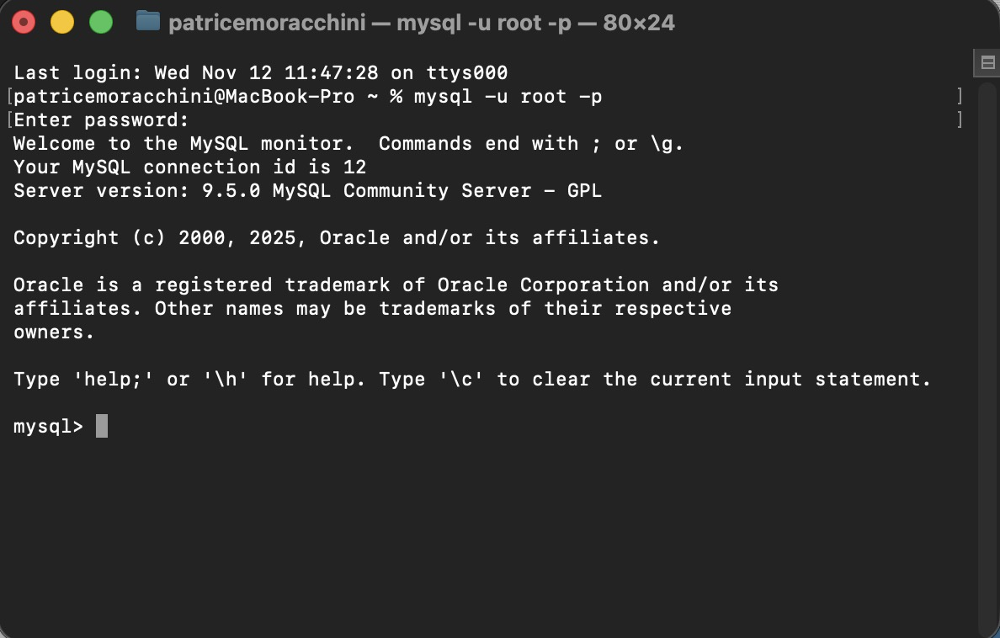 patricemoracchini — mysql -u root -p — 80×24
Last login: Wed Nov 12 11:47:28 on ttys000
[patricemoracchini@MacBook-Pro ~ % mysql -u root -p ]
[Enter password: ]
Welcome to the MySQL monitor.  Commands end with ; or \g.
Your MySQL connection id is 12
Server version: 9.5.0 MySQL Community Server - GPL
Copyright (c) 2000, 2025, Oracle and/or its affiliates.
Oracle is a registered trademark of Oracle Corporation and/or its
affiliates. Other names may be trademarks of their respective
owners.
Type 'help;' or '\h' for help. Type '\c' to clear the current input statement.
mysql>